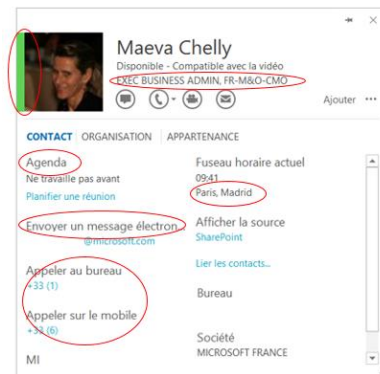 Maeva Chelly
Disponible - Compatible avec la vidéo
EXEC BUSINESS ADMIN, FR-M&O-CMO
Ajouter ...
CONTACT ORGANISATION APPARTENANCE
Agenda
Ne travaille pas avant
Planifier une réunion
Envoyer un message électron
@microsoft.com
Appeler au bureau
+33 (1)
Appeler sur le mobile
+33 (6)
MI
Fuseau horaire actuel
09:41
Paris, Madrid
Afficher la source
SharePoint
Lier les contacts...
Bureau
Société
MICROSOFT FRANCE